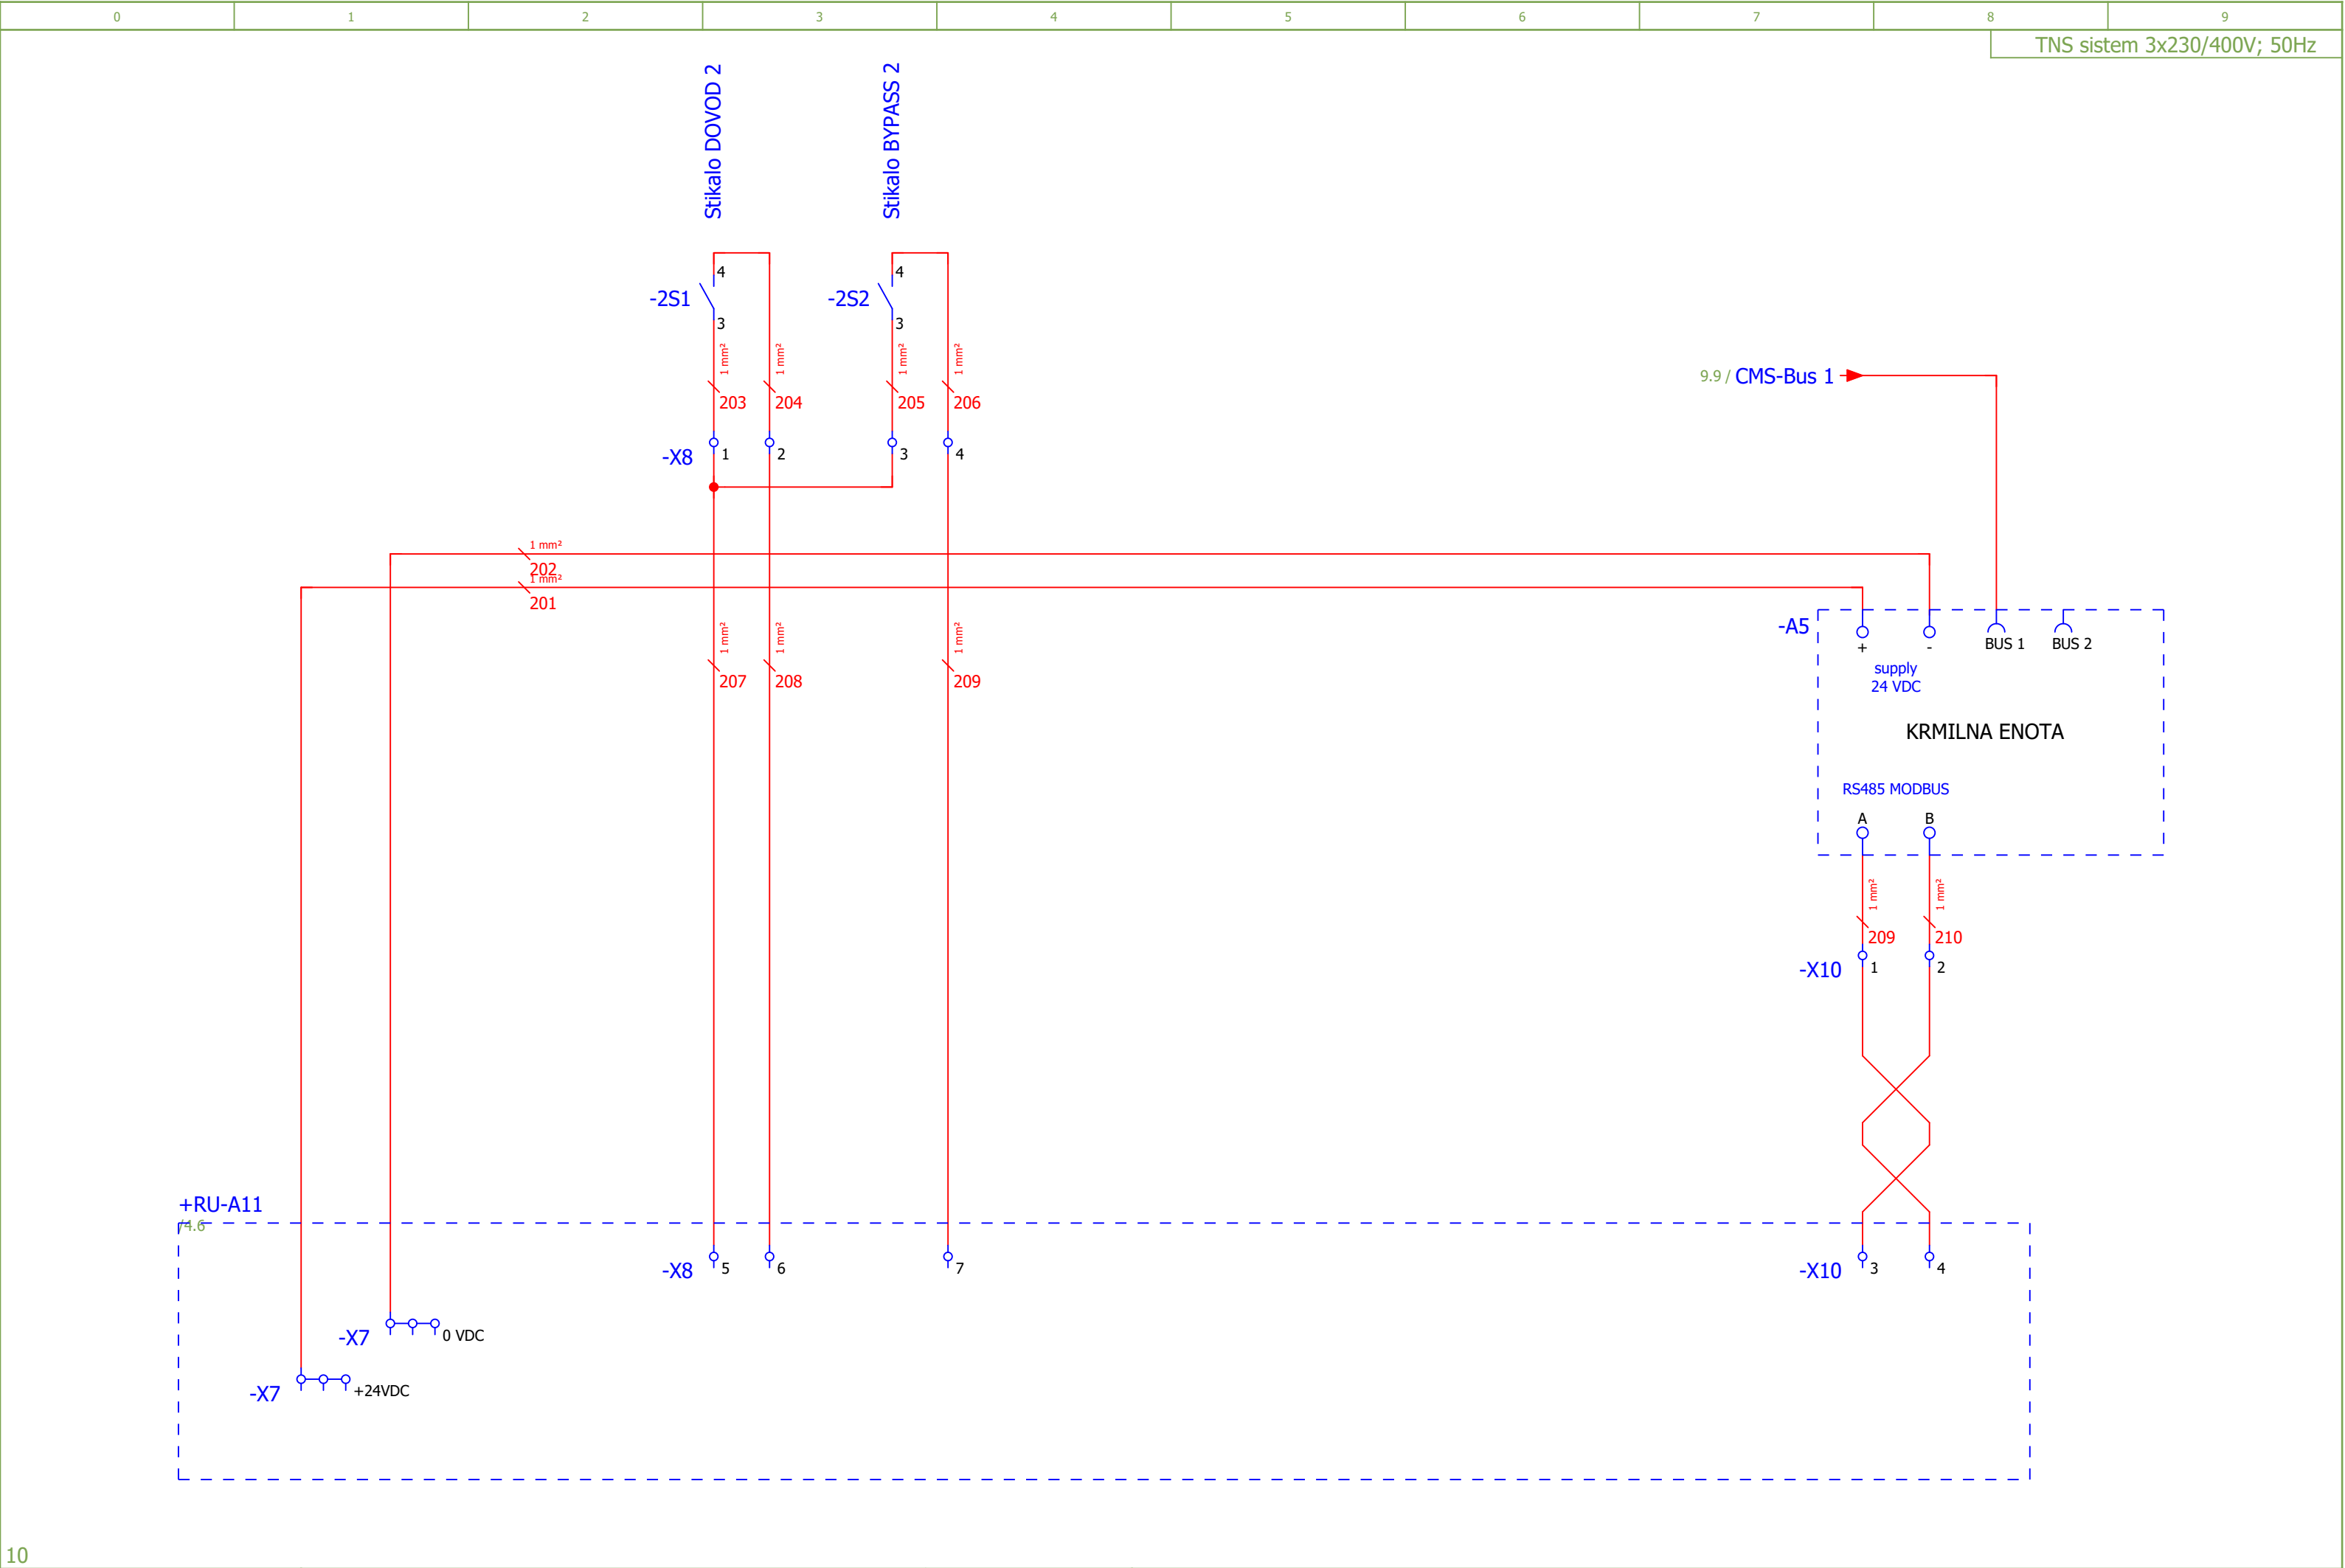 0 1 2 3 4 5 6 7 8 9
TNS sistem 3x230/400V; 50Hz
Stikalo DOVOD 2
Stikalo BYPASS 2
4
4
-2S1
-2S2
3
3
1 mm²
1 mm²
1 mm²
1 mm²
9.9 / CMS-Bus 1
203
204
205
206
-X8
1
2
3
4
1 mm²
202
1 mm²
201
-A5
+
-
BUS 1
BUS 2
1 mm²
1 mm²
1 mm²
supply
24 VDC
207
208
209
KRMILNA ENOTA
RS485 MODBUS
A
B
1 mm²
1 mm²
209
210
-X10
1
2
+RU-A11
/4.6
-X8
5
6
7
-X10
3
4
-X7
0 VDC
-X7
+24VDC
10